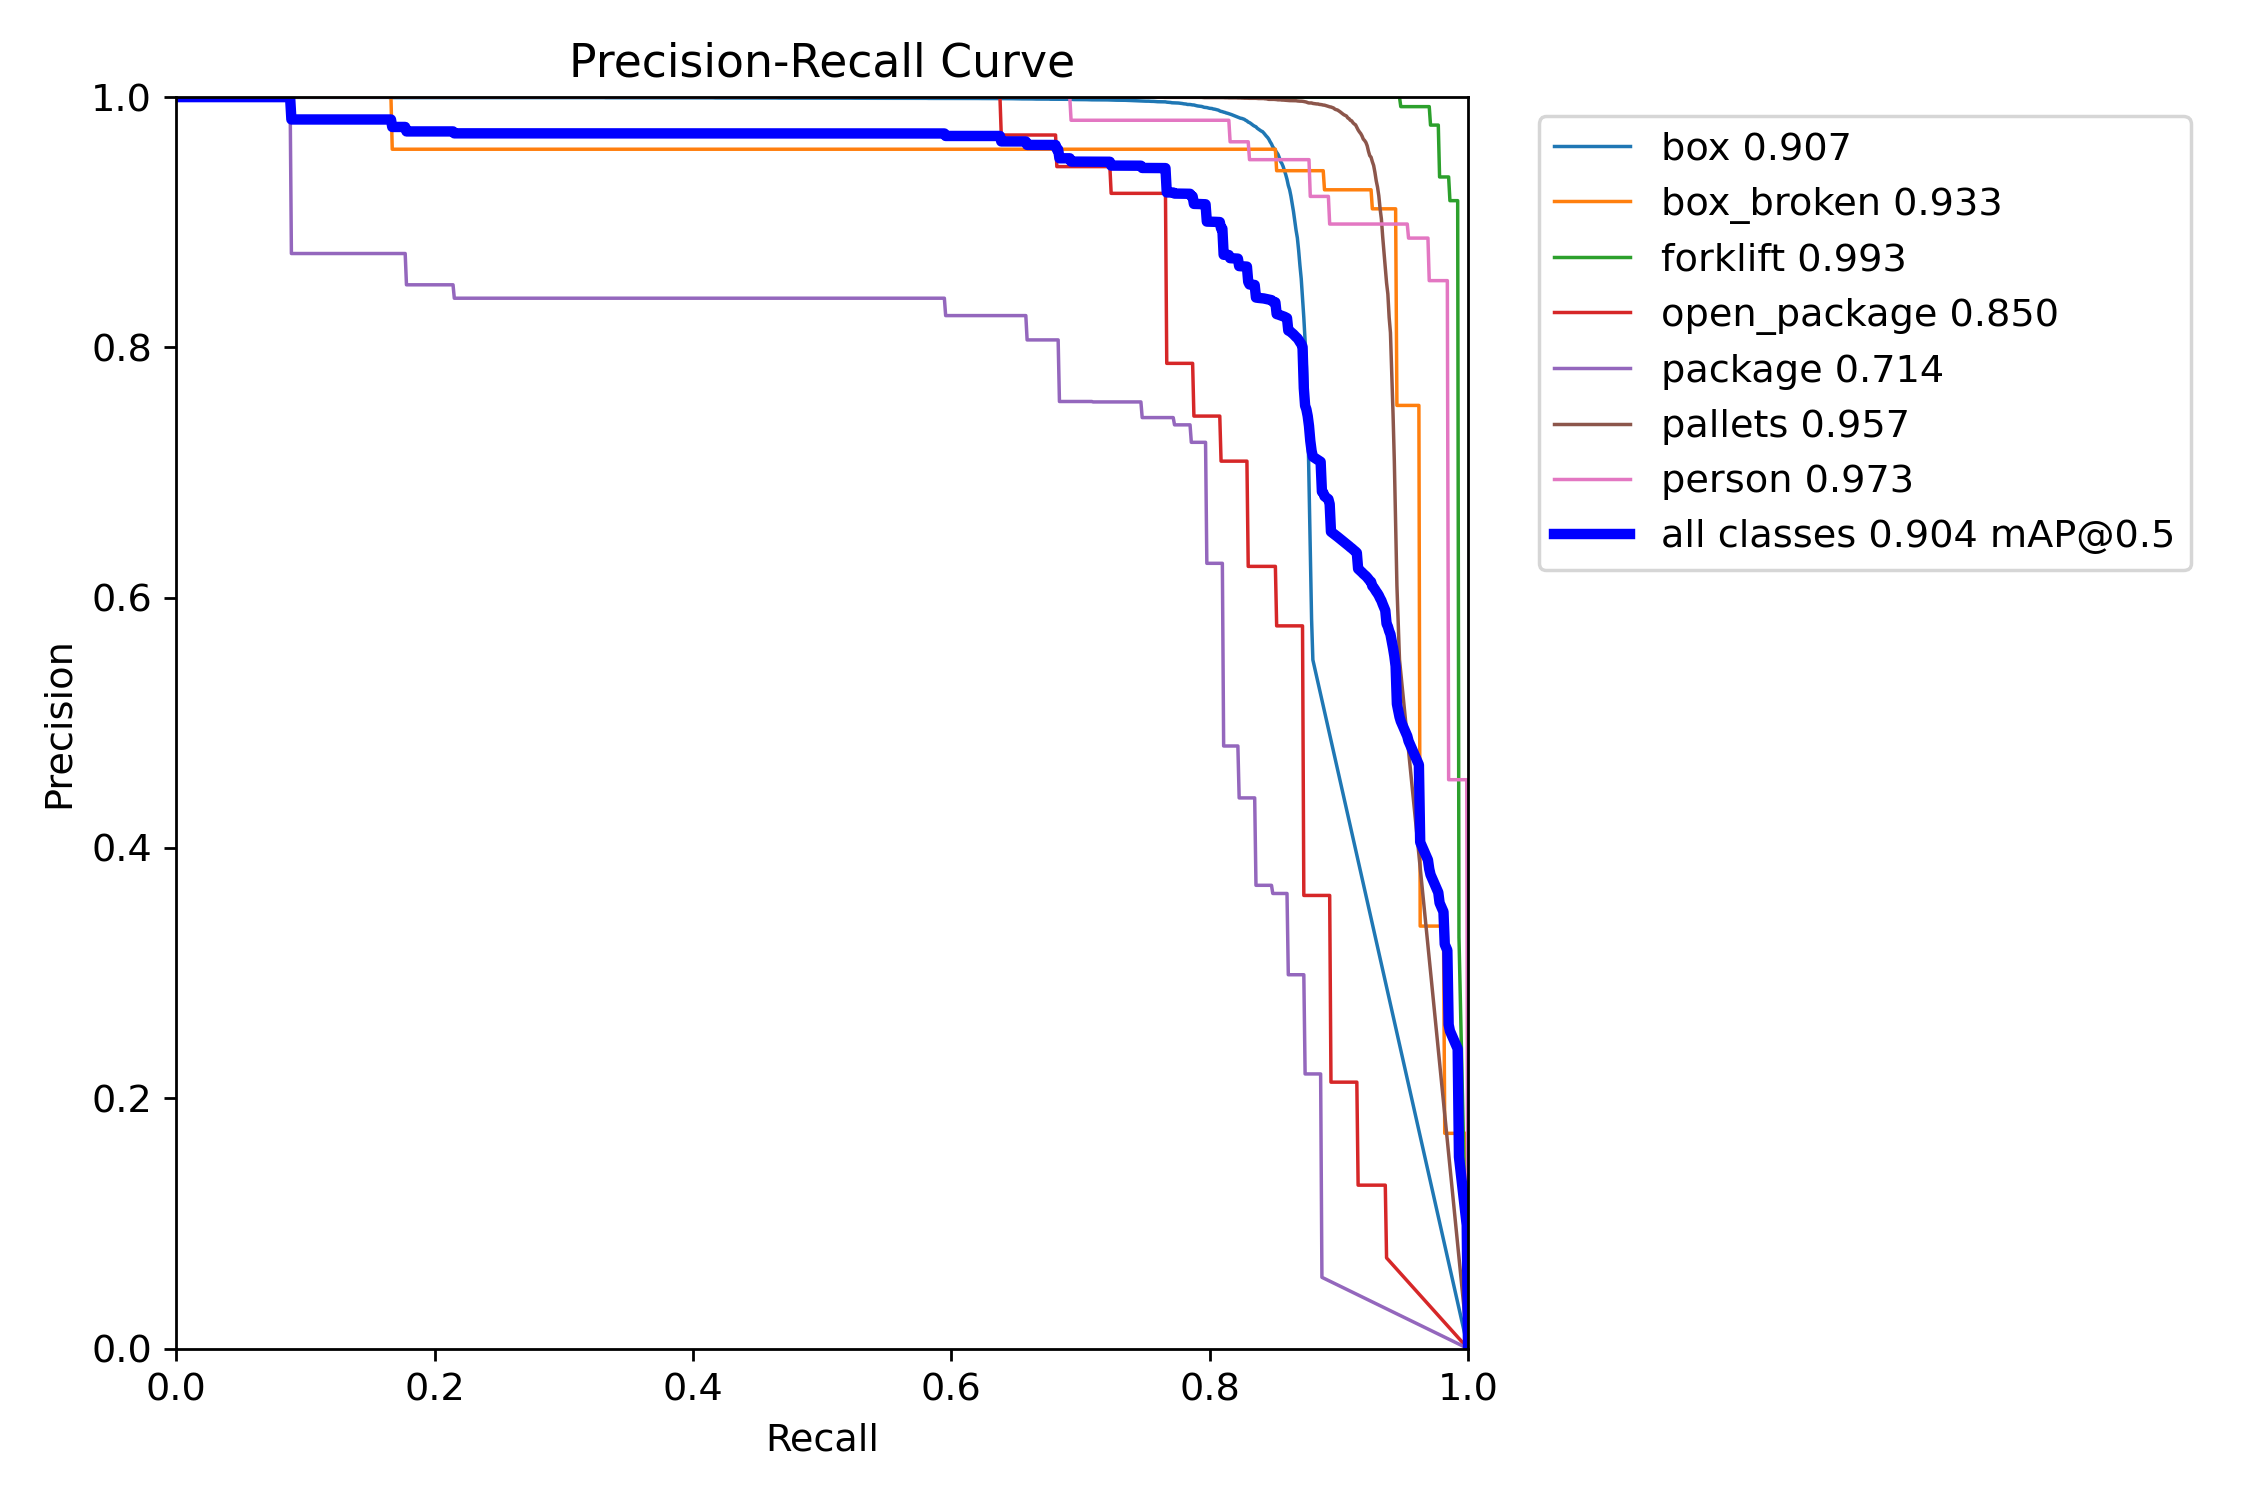 Precision-Recall Curve
1.0
0.8
0.6
0.4
0.2
0.0
Precision
0.0 0.2 0.4 0.6 0.8 1.0
Recall
box 0.907
box_broken 0.933
forklift 0.993
open_package 0.850
package 0.714
pallets 0.957
person 0.973
all classes 0.904 mAP@0.5